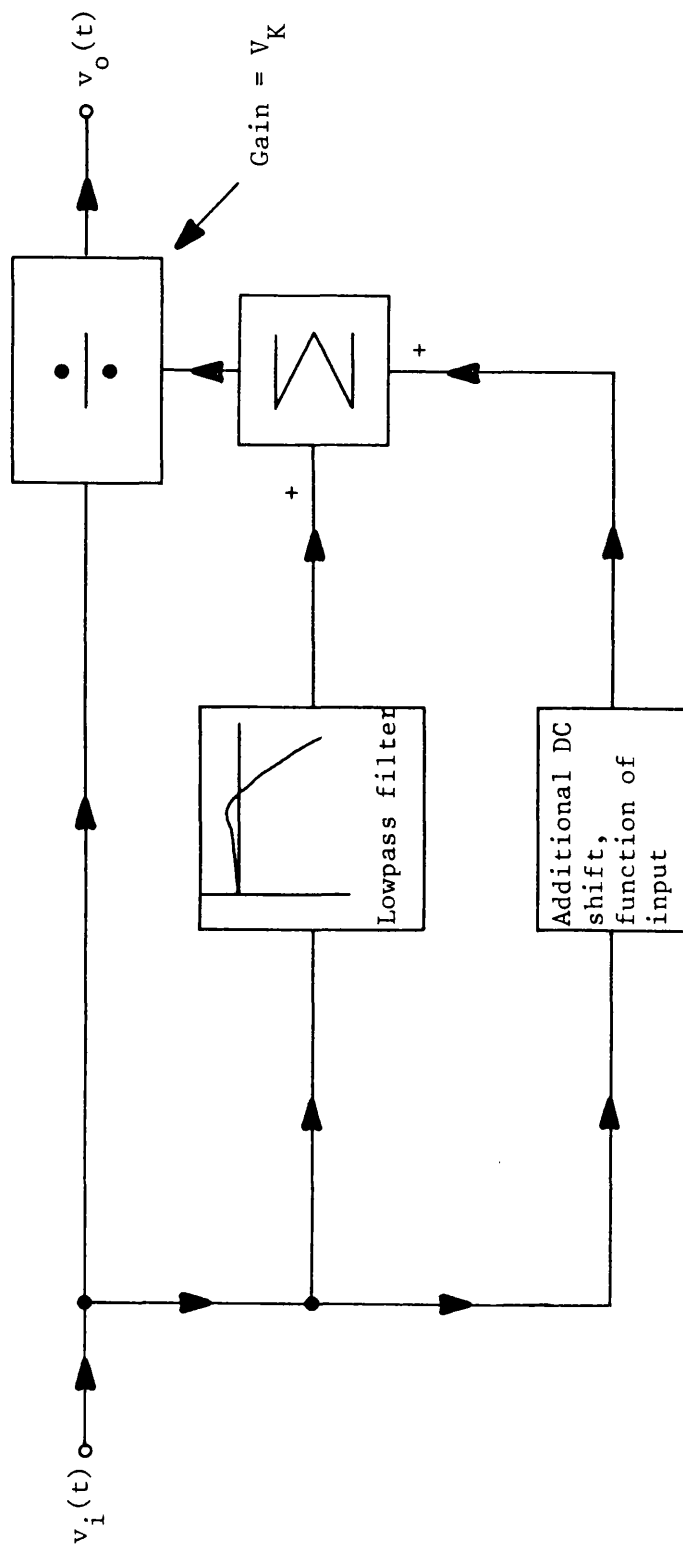 v_i(t)
v_o(t)
Gain = V_K
÷
Σ
+
+
Lowpass filter
Additional DC
shift,
function of
input